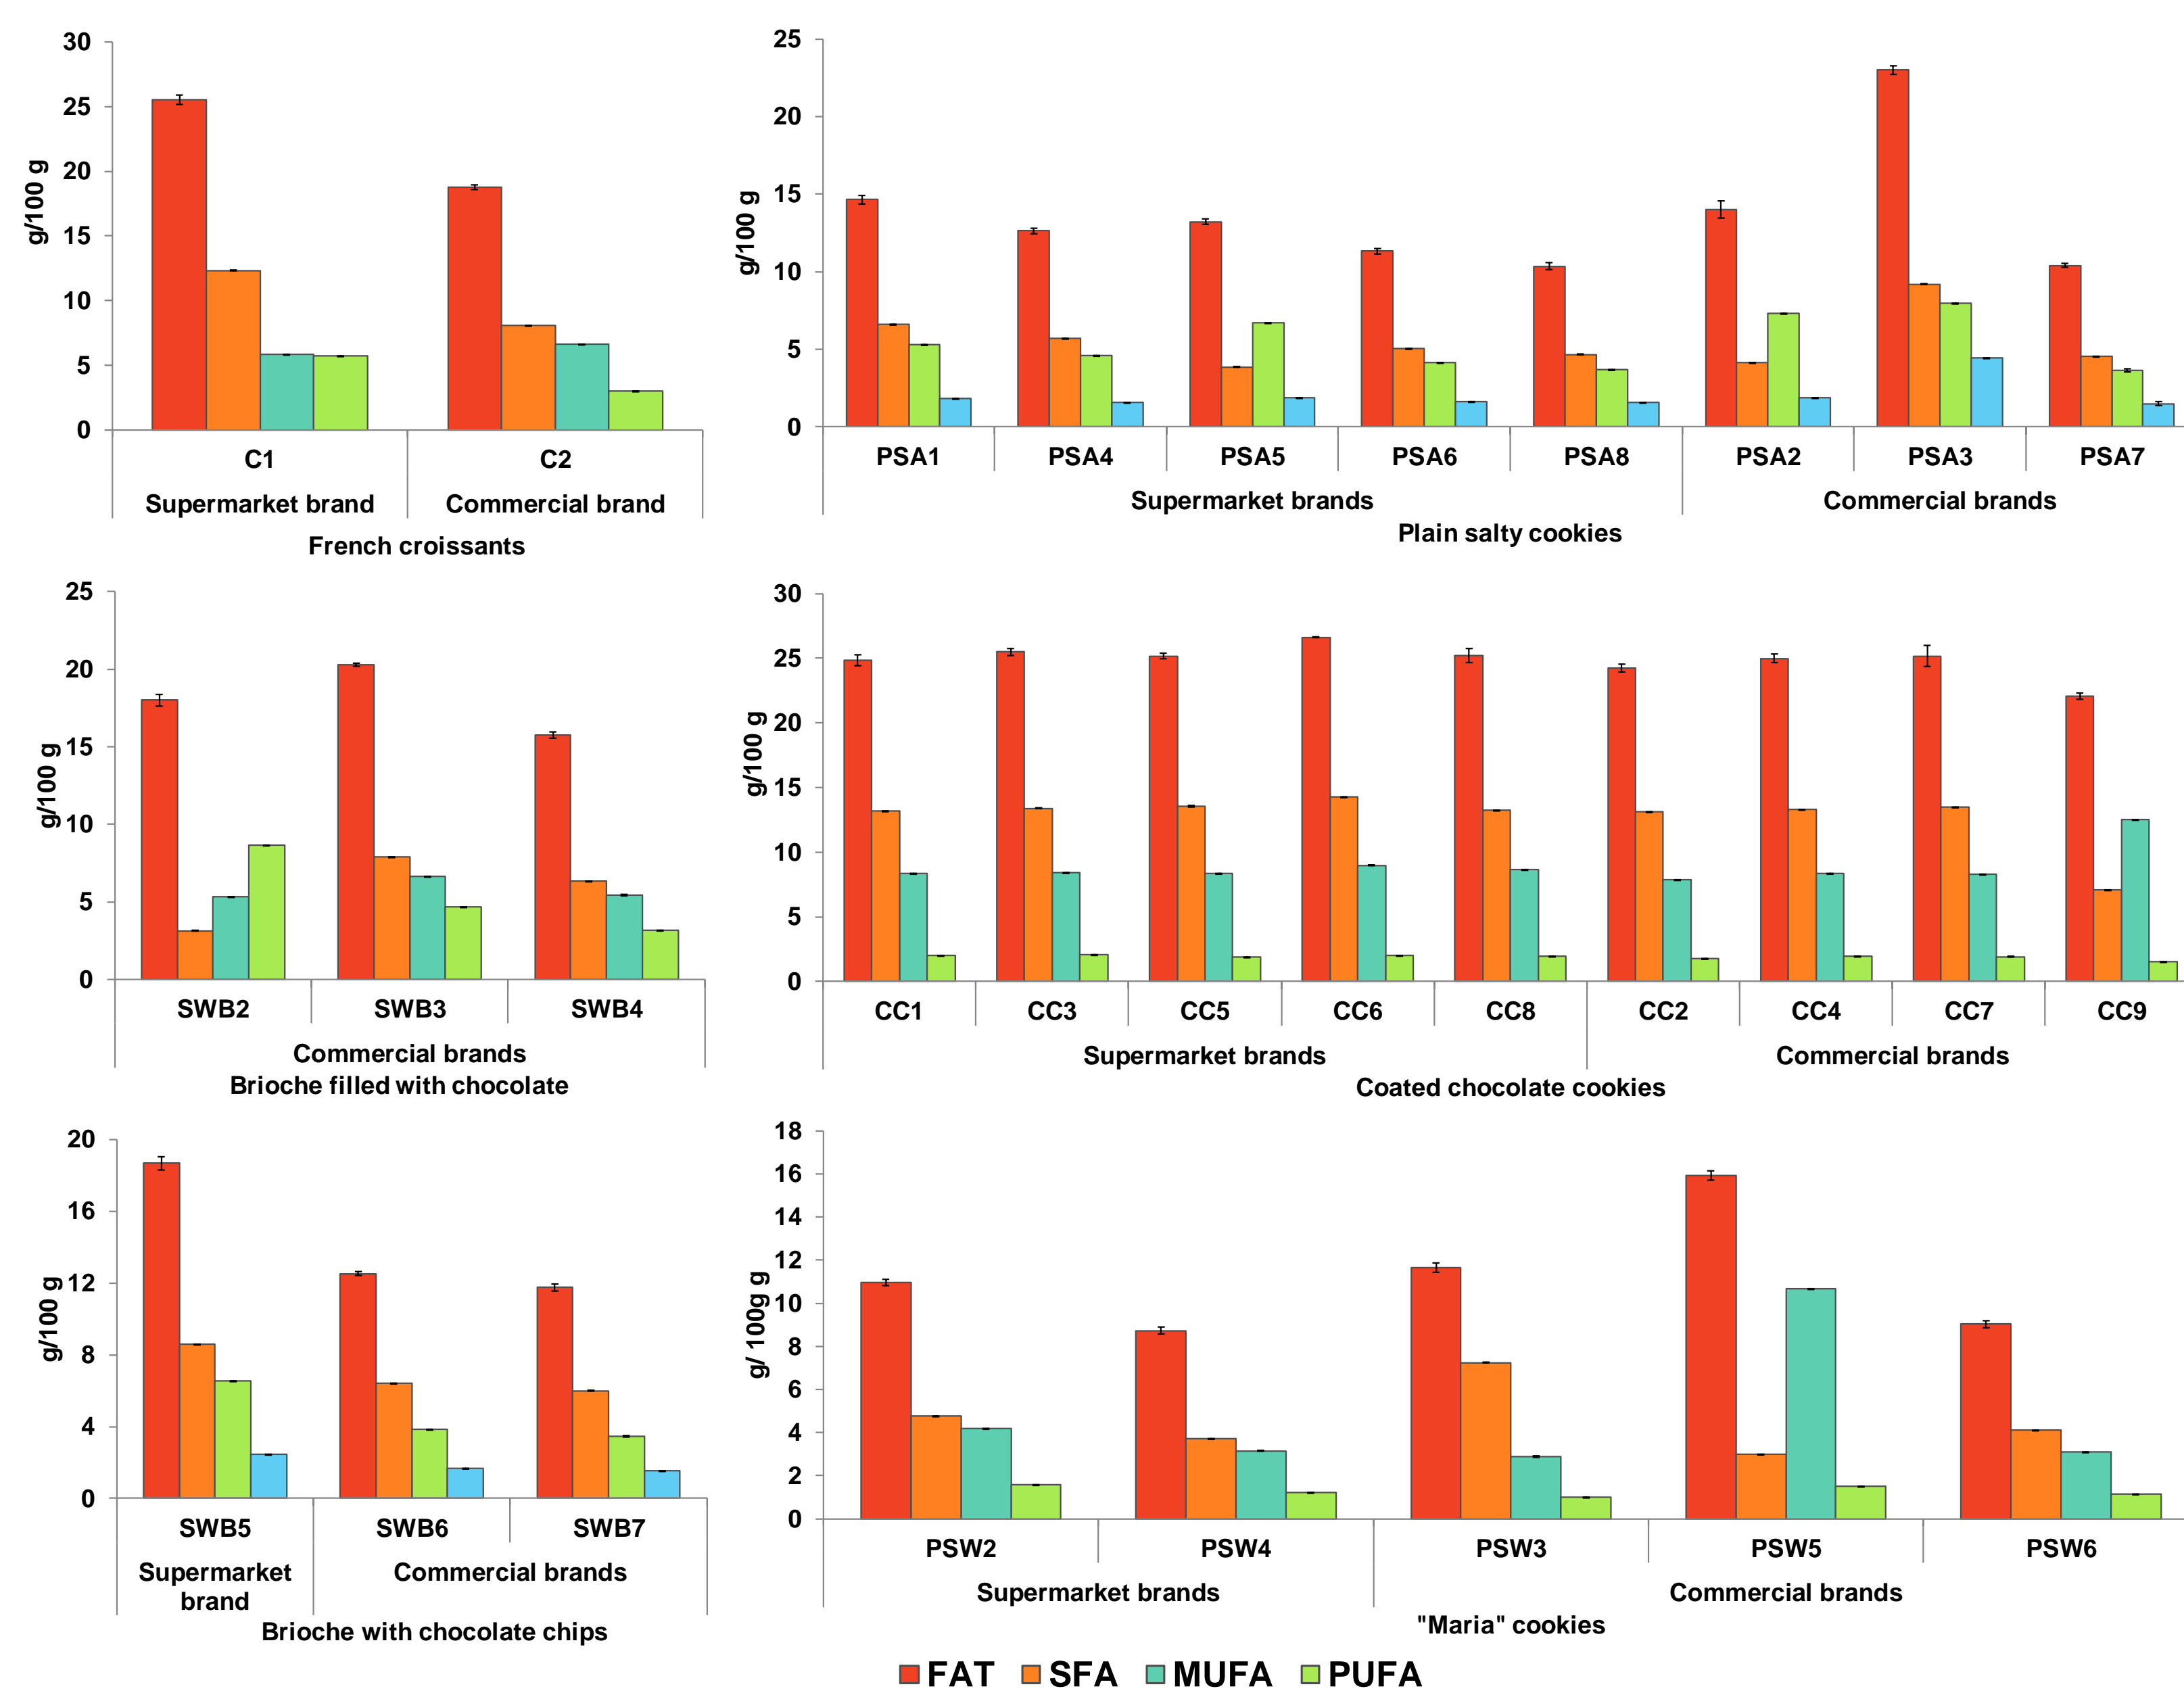 30
25
20
15
10
5
0
g/100 g
C1 C2
Supermarket brand Commercial brand
French croissants
25
20
15
10
5
0
g/100 g
PSA1 PSA4 PSA5 PSA6 PSA8 PSA2 PSA3 PSA7
Supermarket brands Commercial brands
Plain salty cookies
25
20
15
10
5
0
g/100 g
SWB2 SWB3 SWB4
Commercial brands
Brioche filled with chocolate
30
25
20
15
10
5
0
g/100 g
CC1 CC3 CC5 CC6 CC8 CC2 CC4 CC7 CC9
Supermarket brands Commercial brands
Coated chocolate cookies
20
16
12
8
4
0
g/100 g
SWB5 SWB6 SWB7
Supermarket Commercial brands
brand
Brioche with chocolate chips
18
16
14
12
10
8
6
4
2
0
g/ 100g g
PSW2 PSW4 PSW3 PSW5 PSW6
Supermarket brands Commercial brands
"Maria" cookies
FAT SFA MUFA PUFA